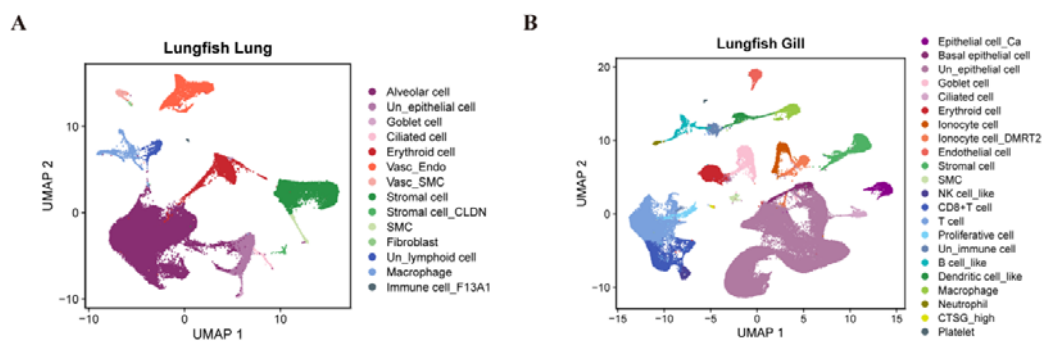 A
Lungfish Lung
20
10
0
−10
−10
0
10
UMAP 2
UMAP 1
Alveolar cell
Un_epithelial cell
Goblet cell
Ciliated cell
Erythroid cell
Vasc_Endo
Vasc_SMC
Stromal cell
Stromal cell_CLDN
SMC
Fibroblast
Un_lymphoid cell
Macrophage
Immune cell_F13A1
B
Lungfish Gill
20
10
0
−10
−15
−10
−5
0
5
10
15
UMAP 2
UMAP 1
Epithelial cell_Ca
Basal epithelial cell
Un_epithelial cell
Goblet cell
Ciliated cell
Erythroid cell
Ionocyte cell
Ionocyte cell_DMRT2
Endothelial cell
Stromal cell
SMC
NK cell_like
CD8+T cell
T cell
Proliferative cell
Un_immune cell
B cell_like
Dendritic cell_like
Macrophage
Neutrophil
CTSG_high
Platelet